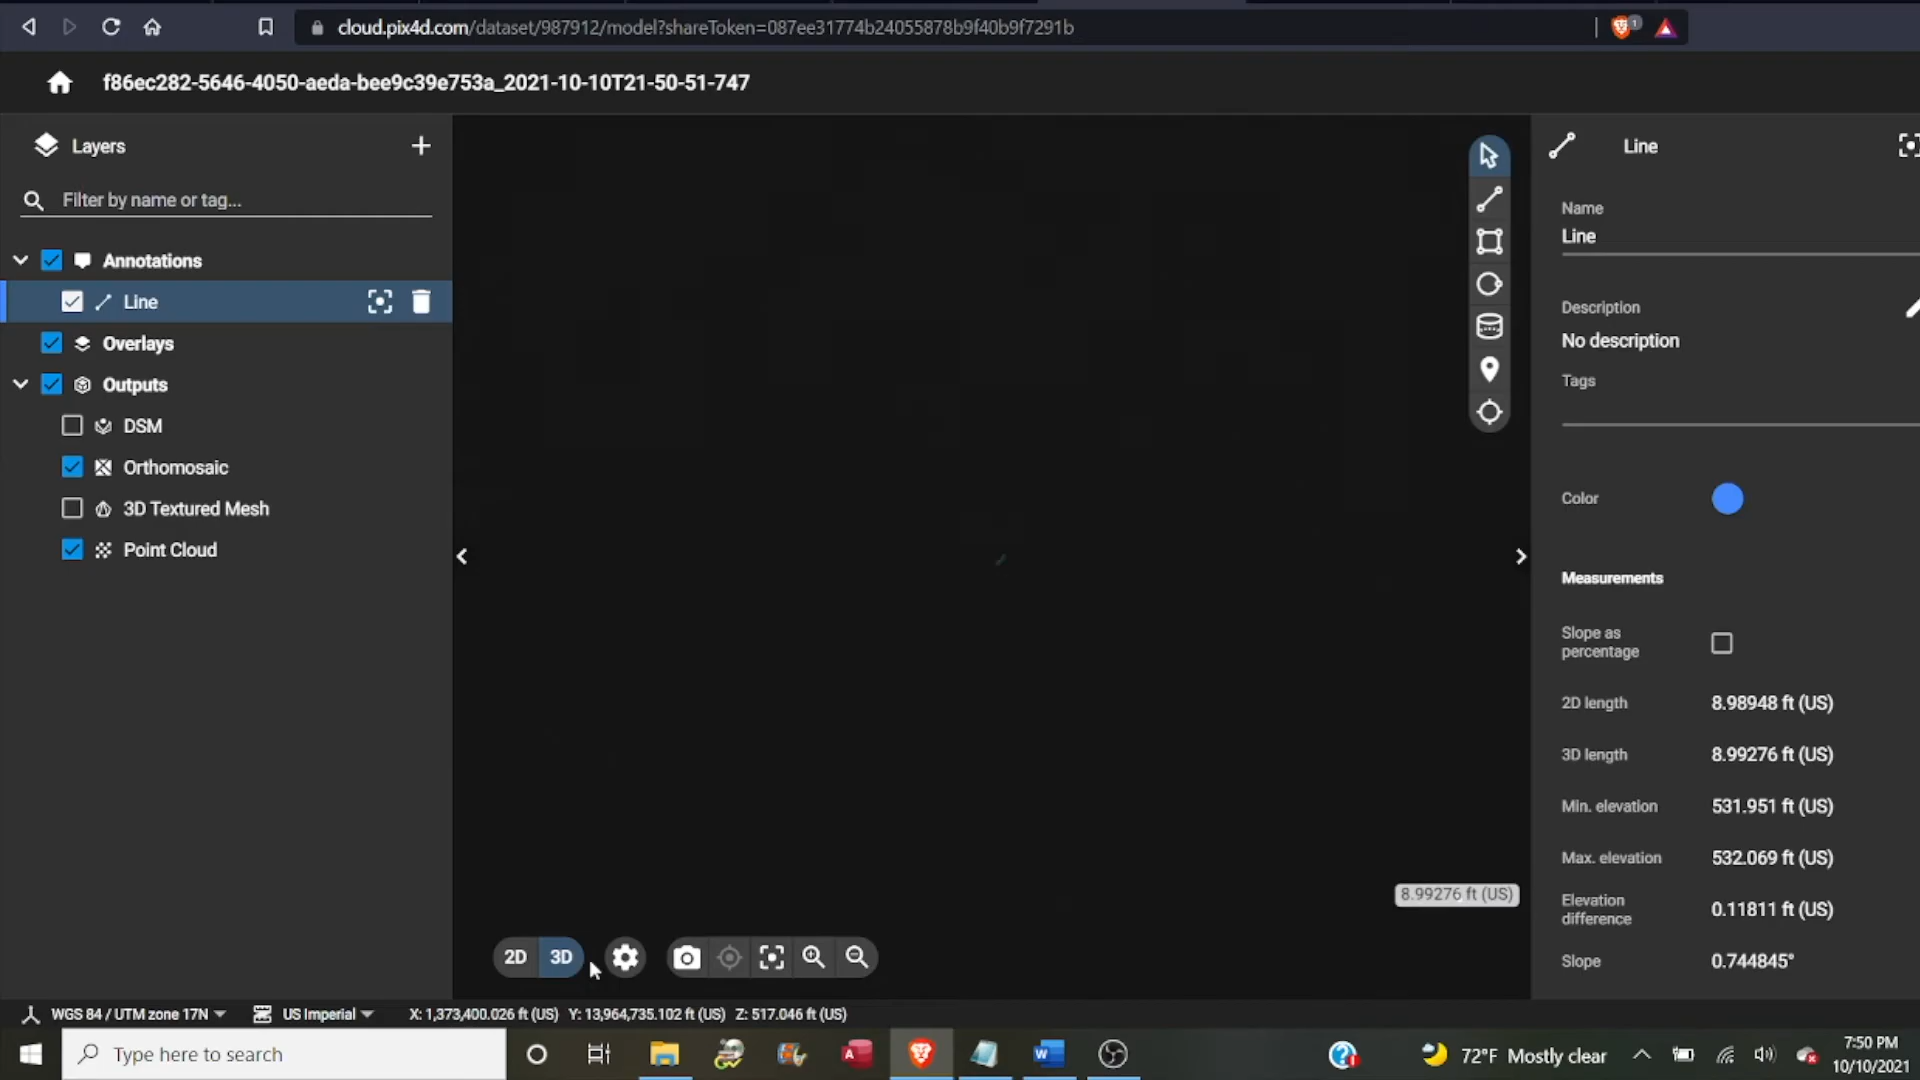 cloud.pix4d.com/dataset/987912/model?shareToken=087ee31774b24055878b9f40b9f7291b
1
f86ec282-5646-4050-aeda-bee9c39e753a_2021-10-10T21-50-51-747
Layers
Filter by name or tag...
Annotations
Line
Overlays
Outputs
DSM
Orthomosaic
3D Textured Mesh
Point Cloud
8.99276 ft (US)
2D 3D
Line
Name
Line
Description
No description
Tags
Color
Measurements
Slope as
percentage
2D length 8.98948 ft (US)
3D length 8.99276 ft (US)
Min. elevation 531.951 ft (US)
Max. elevation 532.069 ft (US)
Elevation
difference 0.11811 ft (US)
Slope 0.744845°
WGS 84 / UTM zone 17N US Imperial X: 1,373,400.026 ft (US) Y: 13,964,735.102 ft (US) Z: 517.046 ft (US)
Type here to search
72°F Mostly clear
7:50 PM
10/10/2021